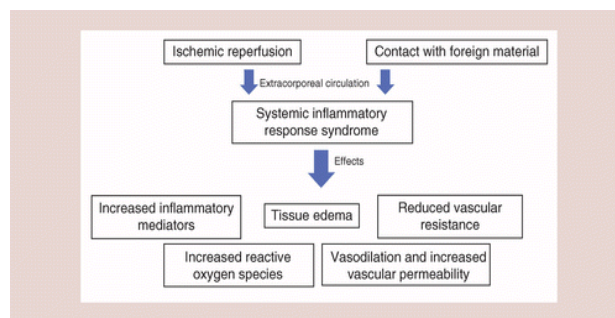 Ischemic reperfusion
Contact with foreign material
Extracorporeal circulation
Systemic inflammatory
response syndrome
Effects
Increased inflammatory
mediators
Tissue edema
Reduced vascular
resistance
Increased reactive
oxygen species
Vasodilation and increased
vascular permeability